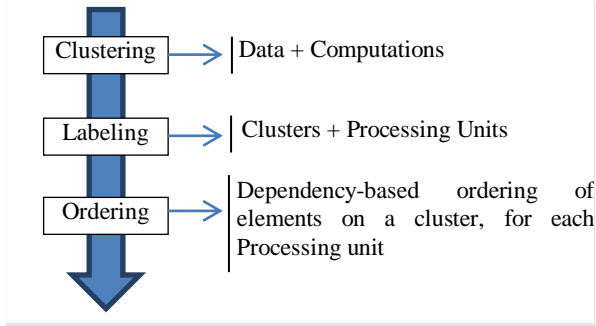 Clustering
Data + Computations
Labeling
Clusters + Processing Units
Ordering
Dependency-based ordering of
elements on a cluster, for each
Processing unit